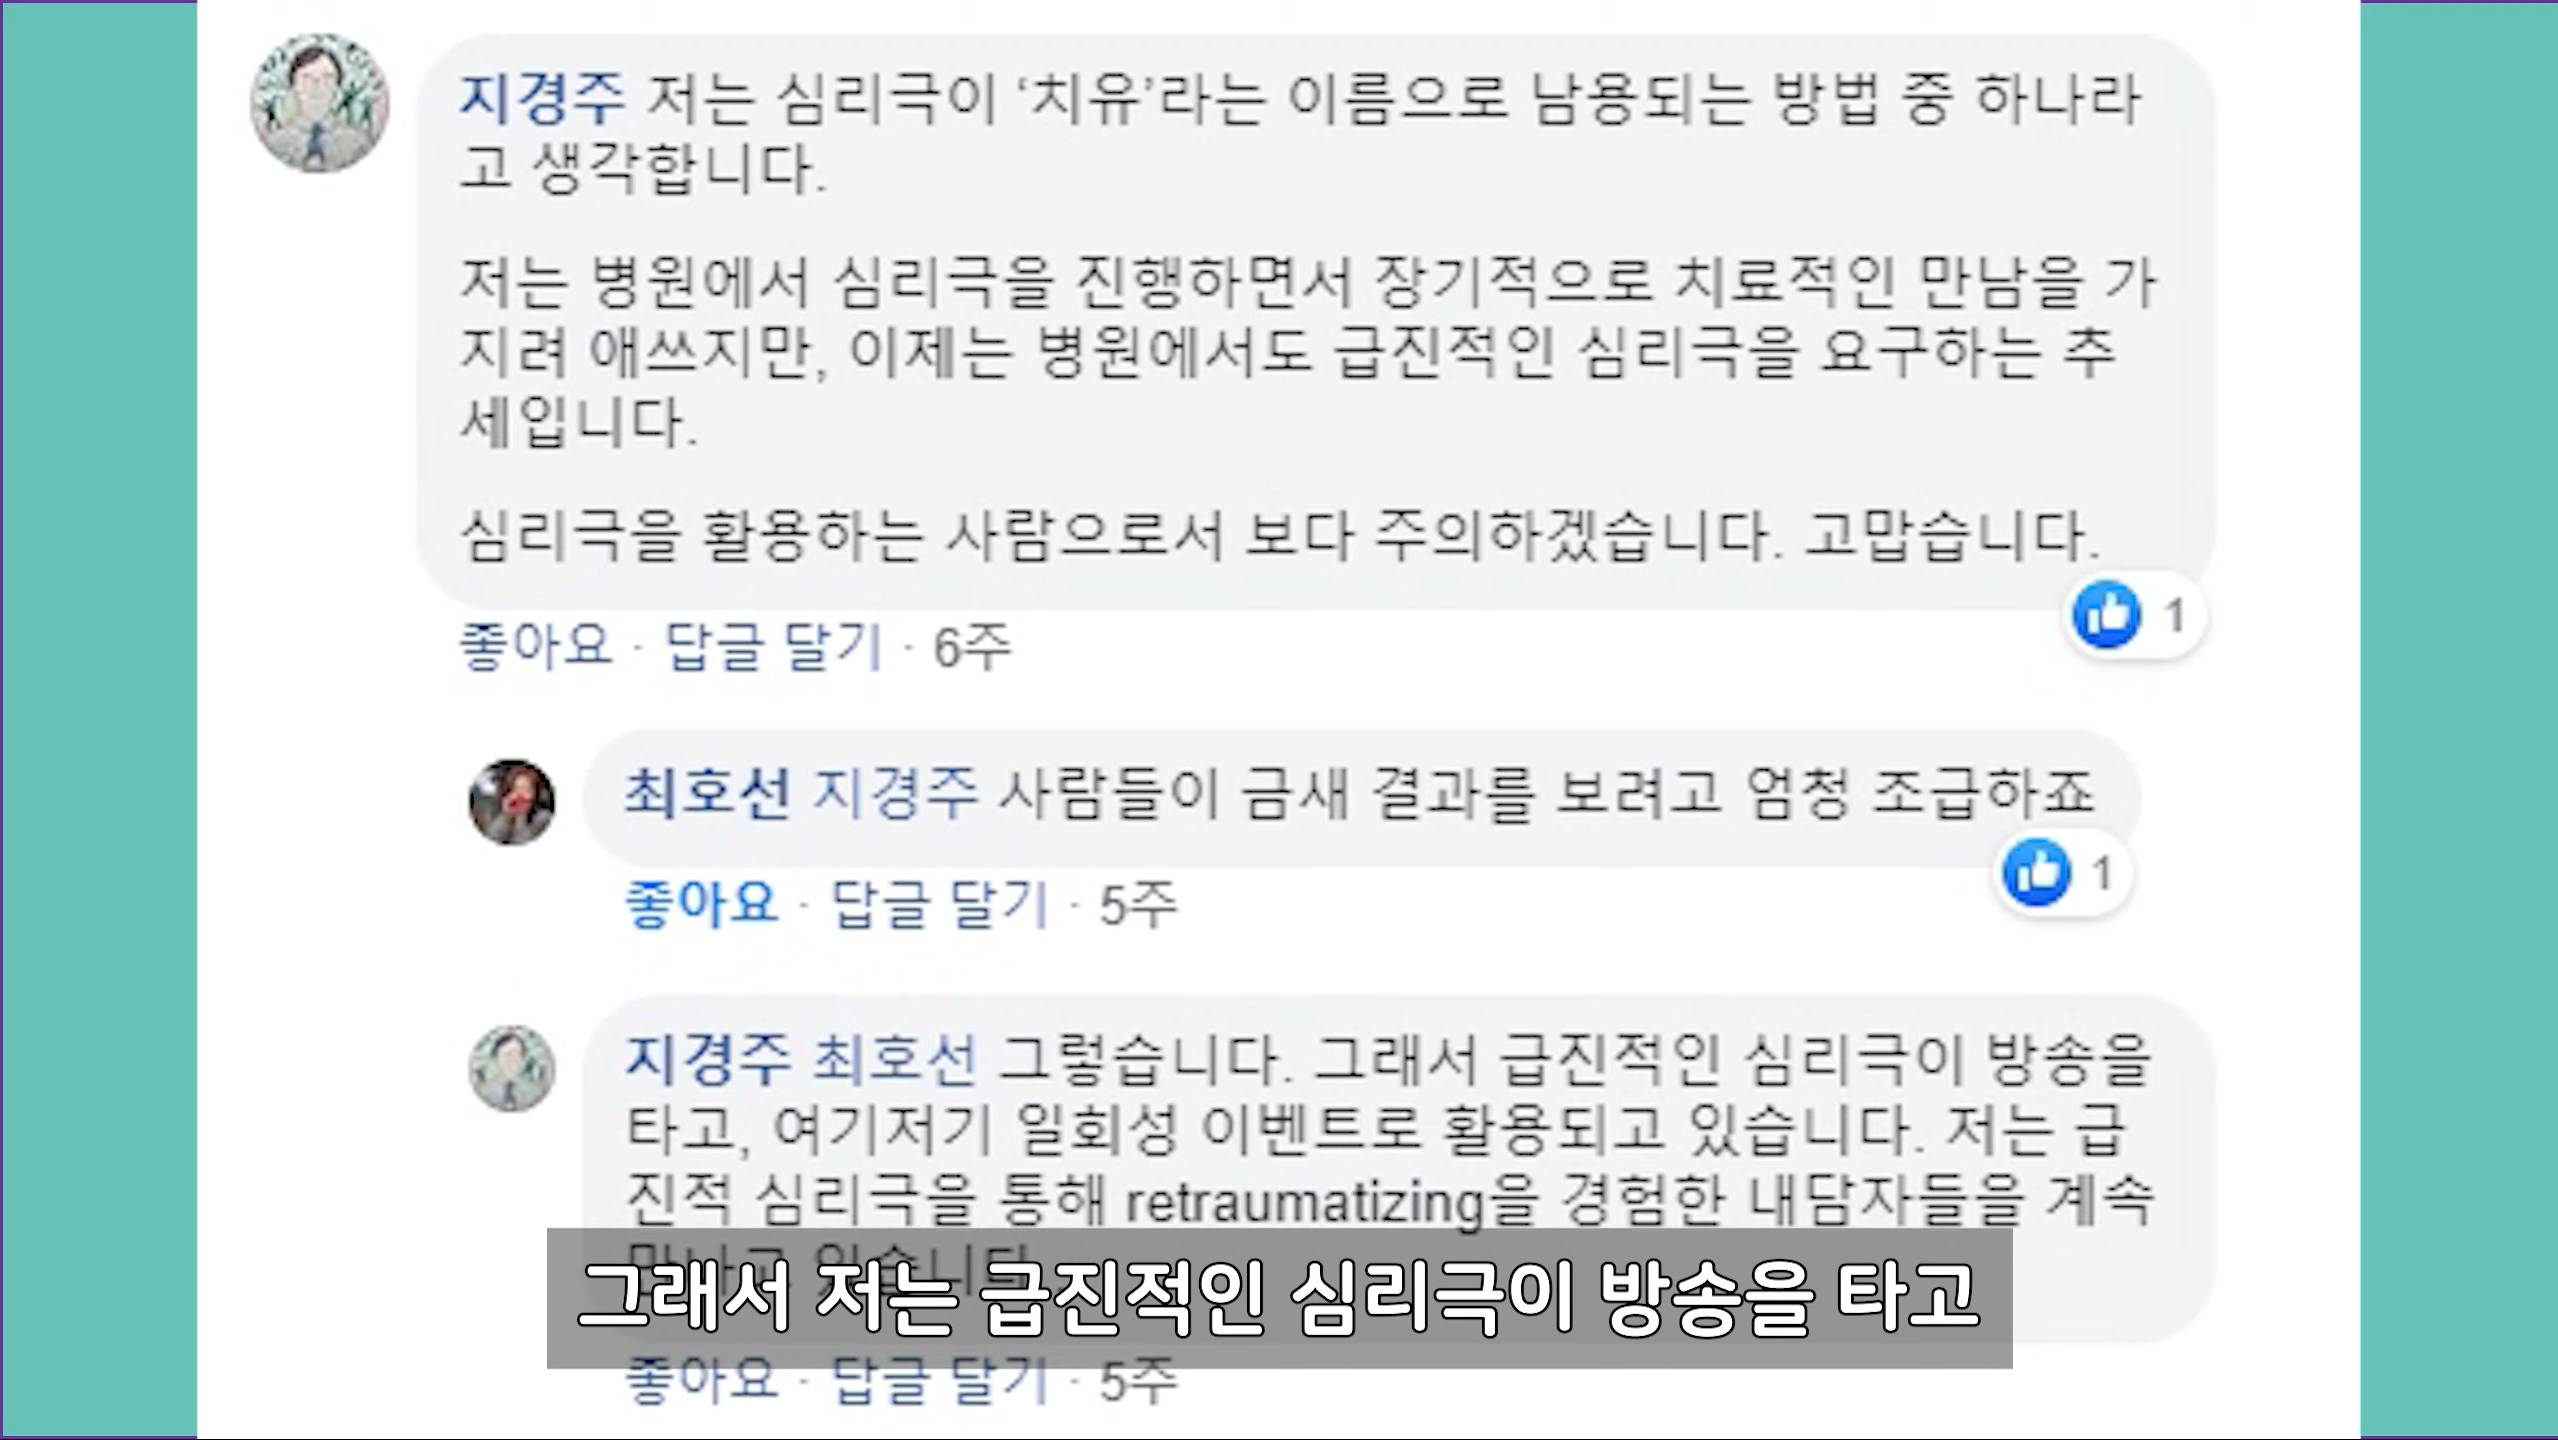 지경주 저는 심리극이 ‘치유’라는 이름으로 남용되는 방법 중 하나라
고 생각합니다.
저는 병원에서 심리극을 진행하면서 장기적으로 치료적인 만남을 가
지려 애쓰지만, 이제는 병원에서도 급진적인 심리극을 요구하는 추
세입니다.
심리극을 활용하는 사람으로서 보다 주의하겠습니다. 고맙습니다.
1
좋아요 · 답글 달기 · 6주
최호선 지경주 사람들이 금새 결과를 보려고 엄청 조급하죠
1
좋아요 · 답글 달기 · 5주
지경주 최호선 그렇습니다. 그래서 급진적인 심리극이 방송을
타고, 여기저기 일회성 이벤트로 활용되고 있습니다. 저는 급
진적 심리극을 통해 retraumatizing을 경험한 내담자들을 계속
그래서 저는 급진적인 심리극이 방송을 타고
좋아요 · 답글 달기 · 5주